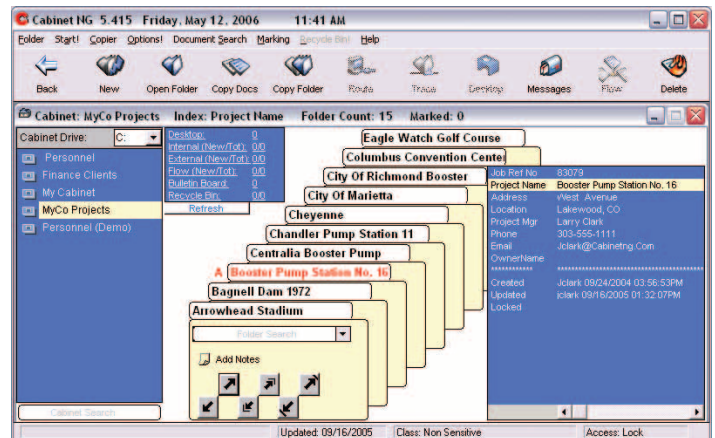 Cabinet NG 5.415 Friday, May 12, 2006 11:41 AM
Folder Start! Copier Options! Document Search Marking Recycle Bin! Help
Back New Open Folder Copy Docs Copy Folder Route Trace Desktop Messages Flow Delete
Cabinet: MyCo Projects Index: Project Name Folder Count: 15 Marked: 0
Cabinet Drive: C:
Personnel
Finance Clients
My Cabinet
MyCo Projects
Personnel (Demo)
Cabinet Search
Desktop: 0
Internal (New/Tot): 0/0
External (New/Tot): 0/0
Flow (New/Tot): 0/0
Bulletin Board: 0
Recycle Bin: 0/0
Refresh
Eagle Watch Golf Course
Columbus Convention Center
City Of Richmond Booster
City Of Marietta
Cheyenne
Chandler Pump Station 11
Centralia Booster Pump
A Booster Pump Station No. 16
Bagnell Dam 1972
Arrowhead Stadium
Folder Search
Add Notes
Job Ref No 83079
Project Name Booster Pump Station No. 16
Address West Avenue
Location Lakewood, CO
Project Mgr Larry Clark
Phone 303-555-1111
Email Jclark@Cabinetng.Com
OwnerName
Created Jclark 09/24/2004 03:56:53PM
Updated jclark 09/16/2005 01:32:07PM
Locked
Updated: 09/16/2005 Class: Non Sensitive Access: Lock